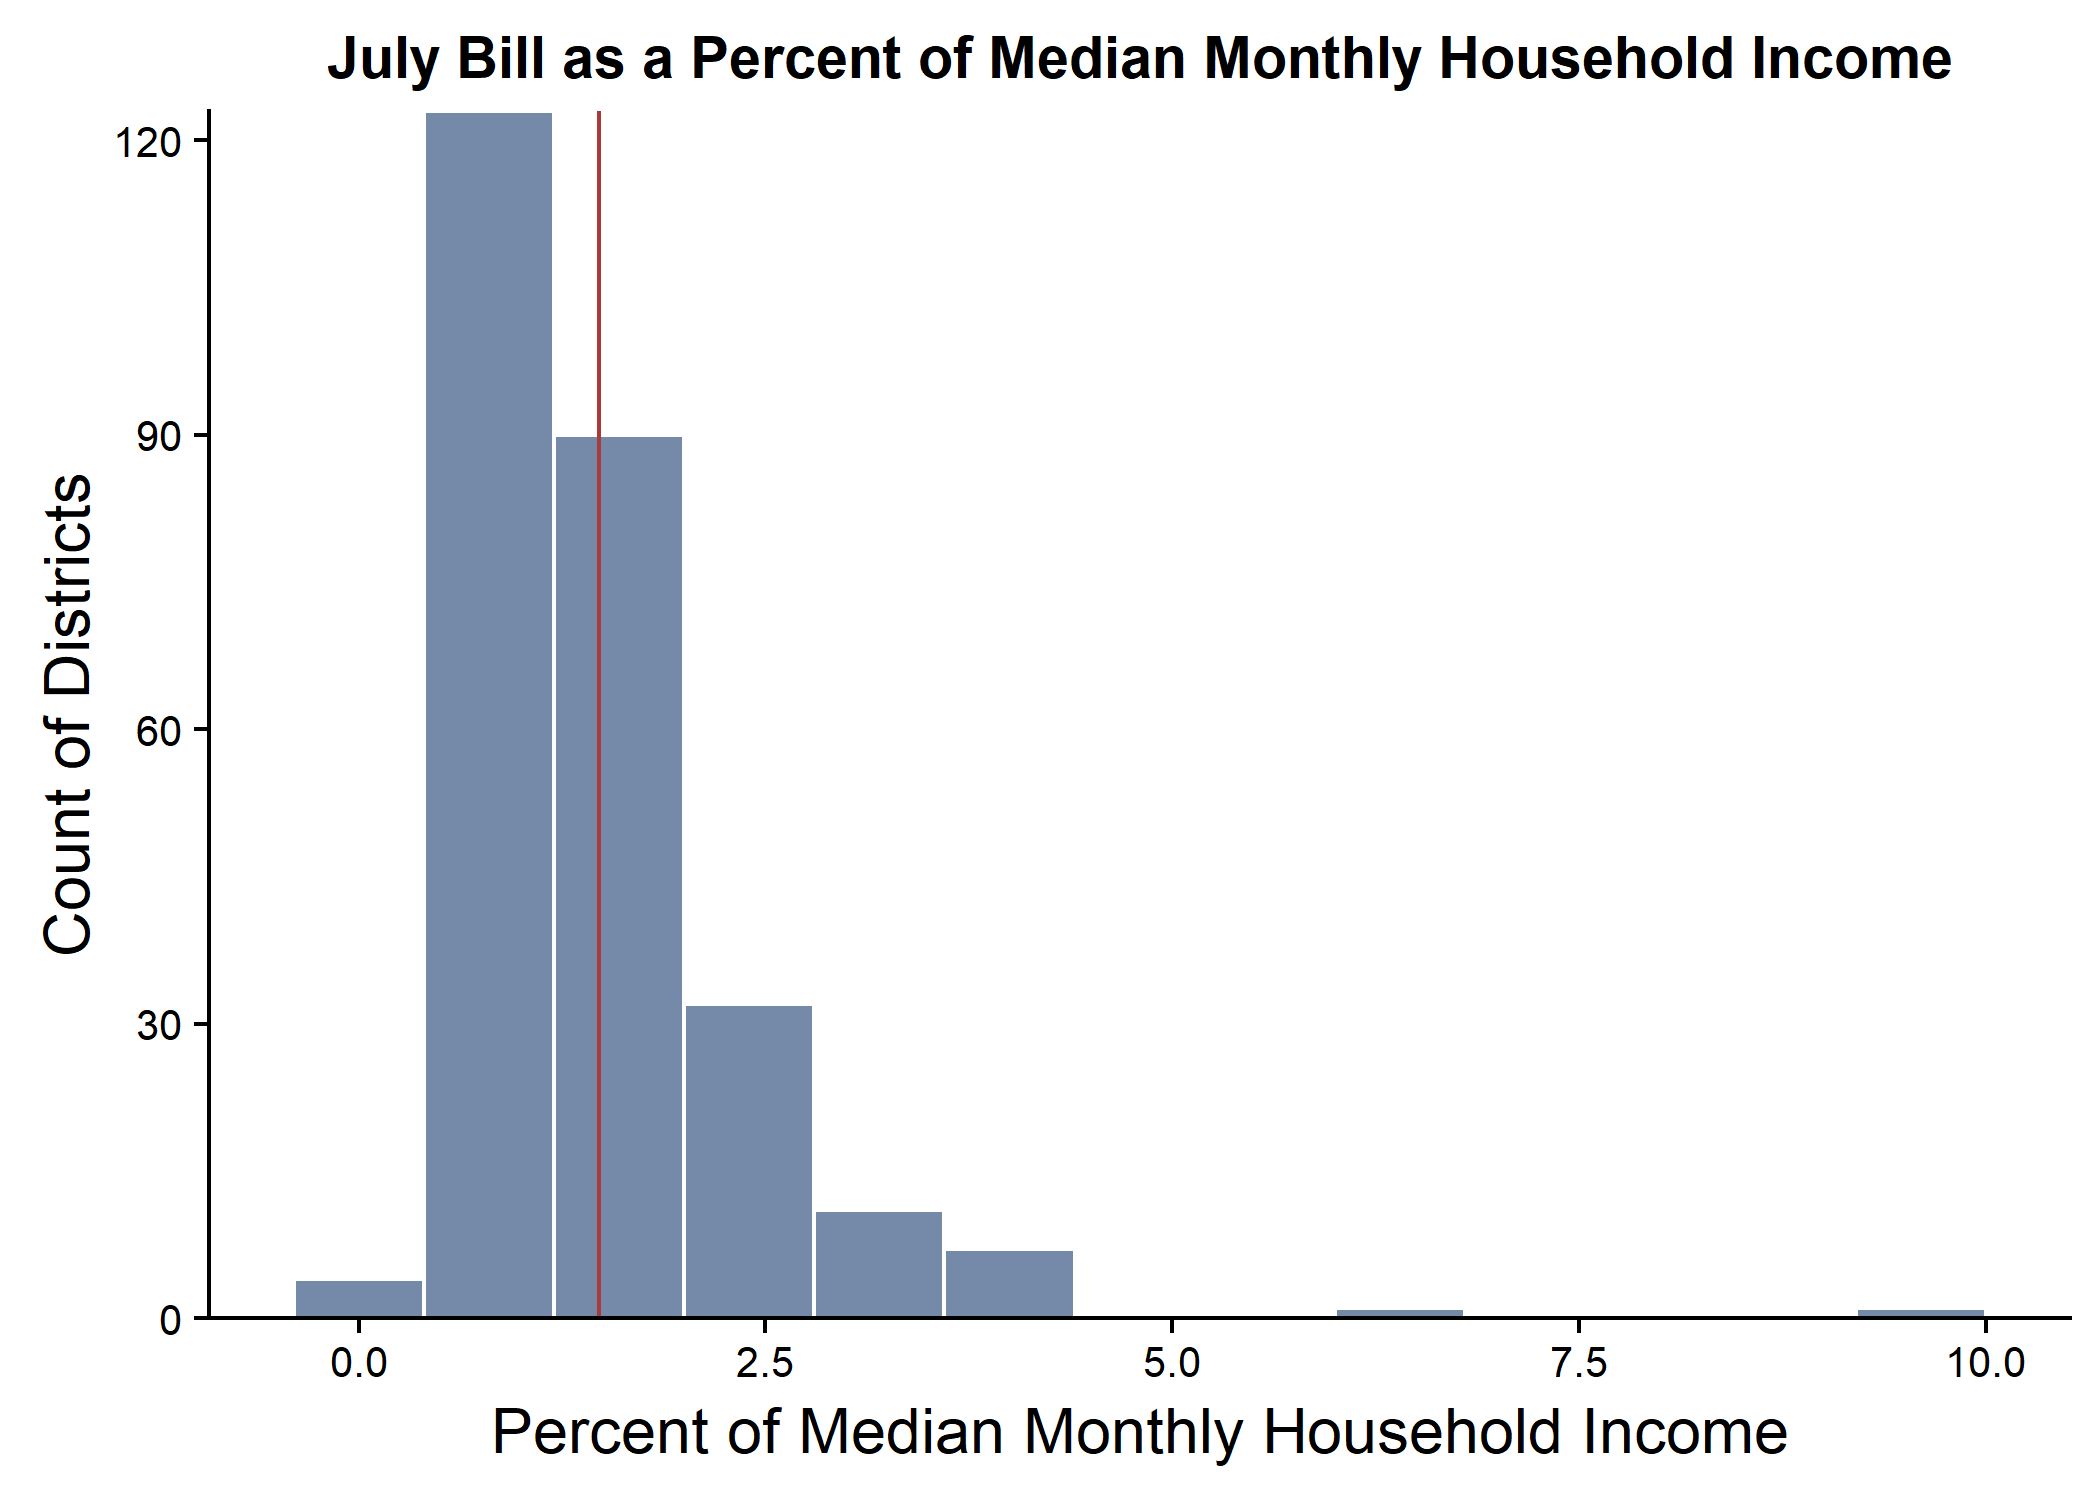 July Bill as a Percent of Median Monthly Household Income
120
90
60
30
0
Count of Districts
0.0 2.5 5.0 7.5 10.0
Percent of Median Monthly Household Income